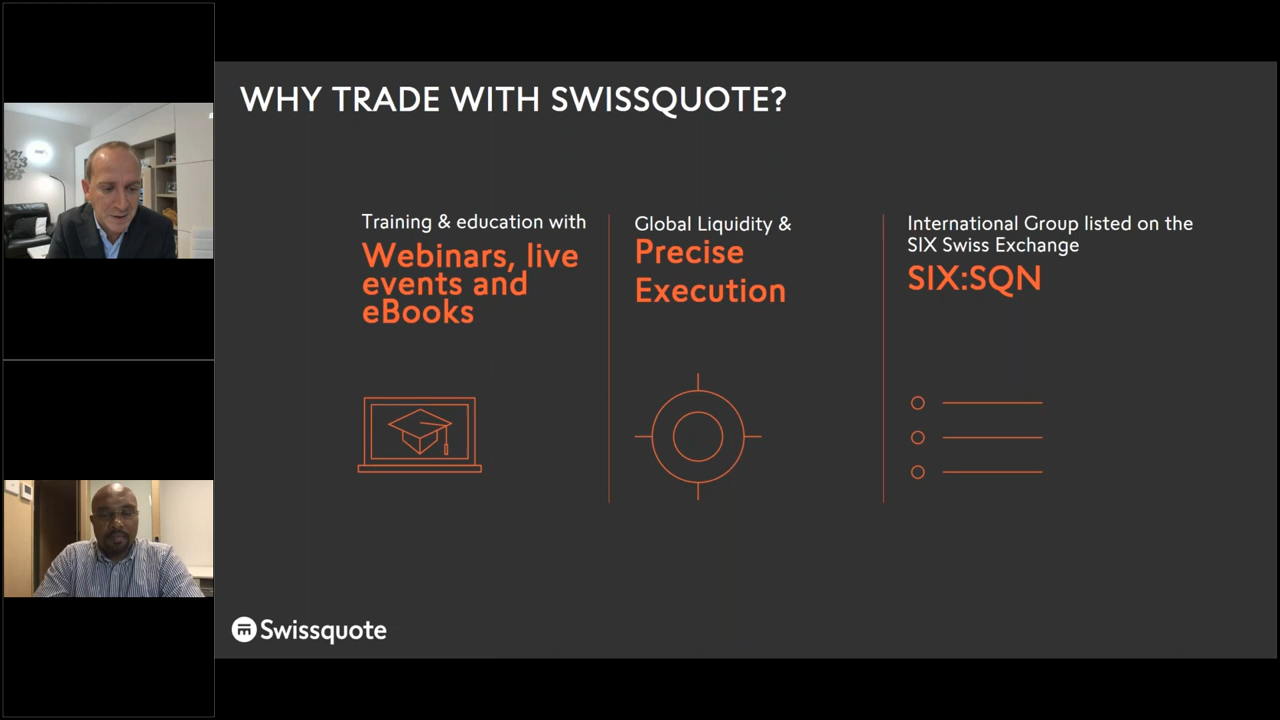 WHY TRADE WITH SWISSQUOTE?
Training & education with
Webinars, live
events and
eBooks
Global Liquidity &
Precise
Execution
International Group listed on the
SIX Swiss Exchange
SIX:SQN
Swissquote